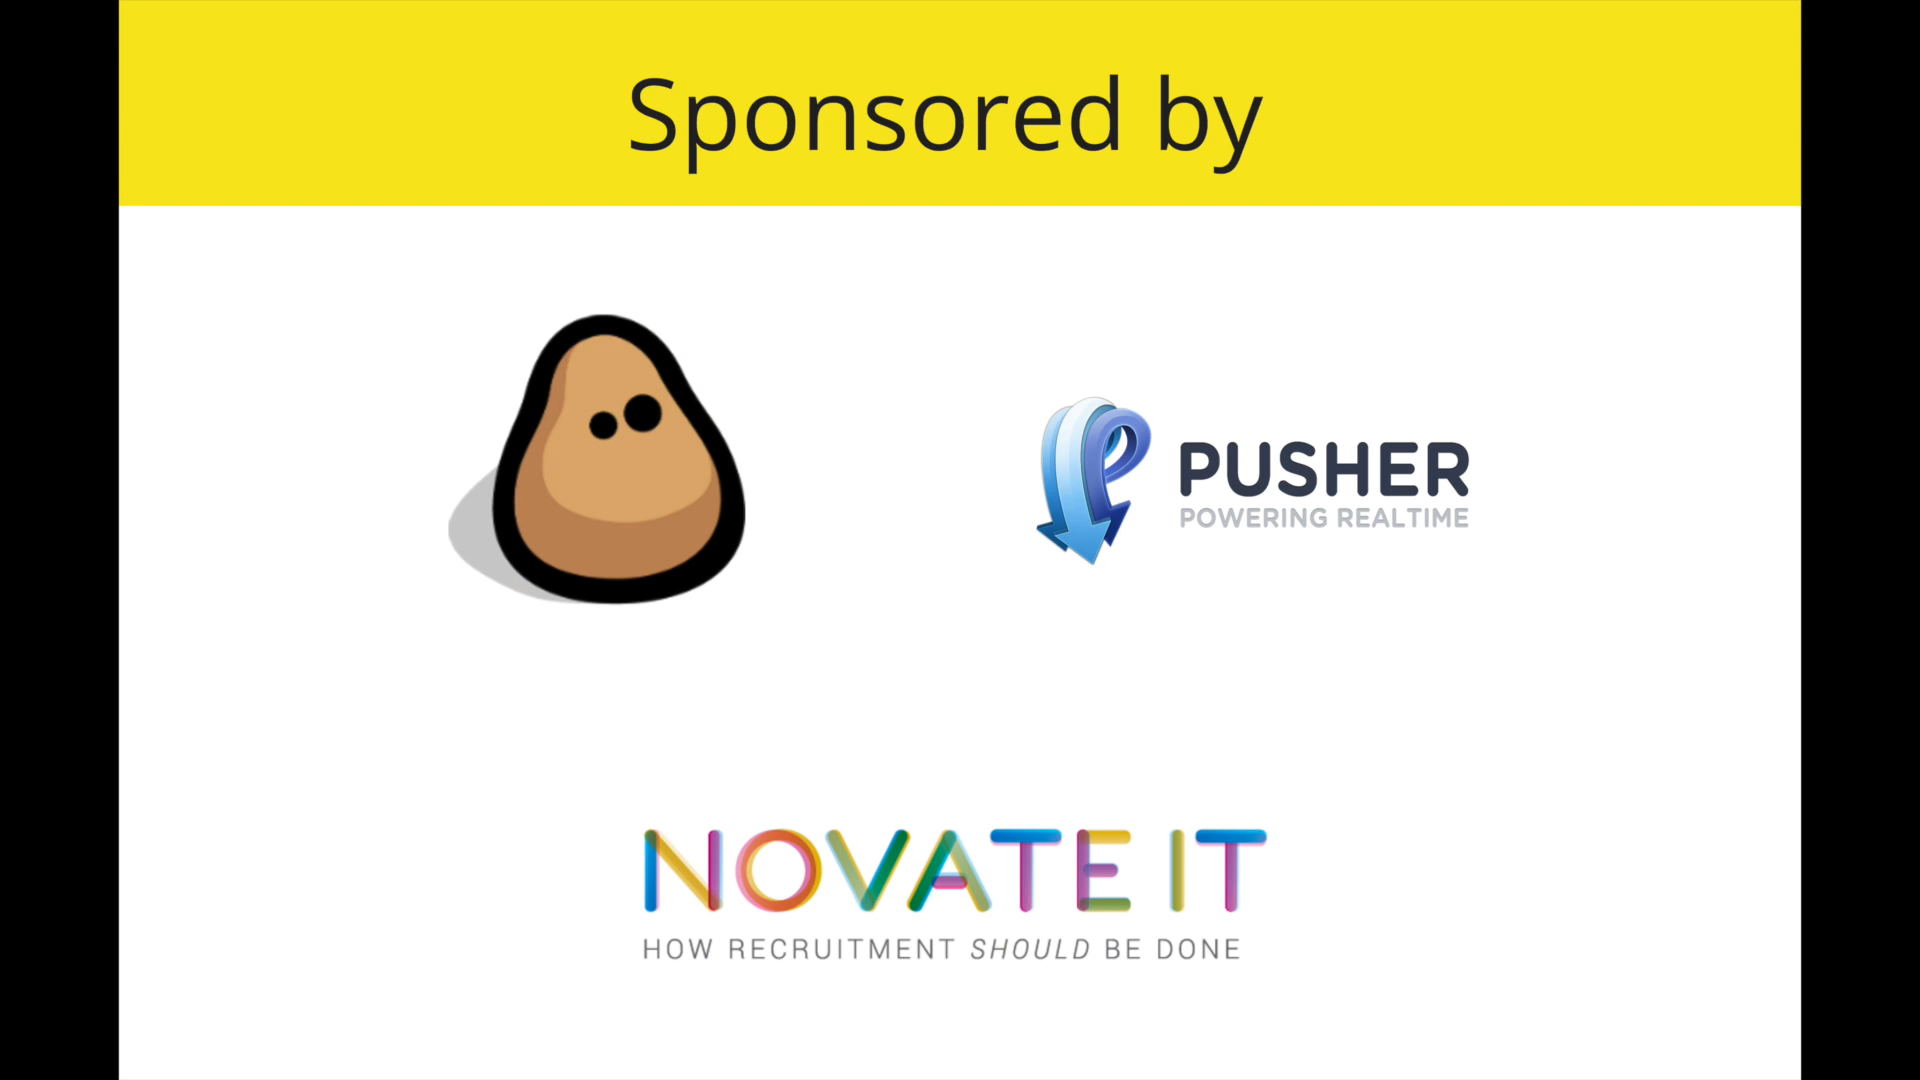 Sponsored by
PUSHER
POWERING REALTIME
NOVATE IT
HOW RECRUITMENT SHOULD BE DONE